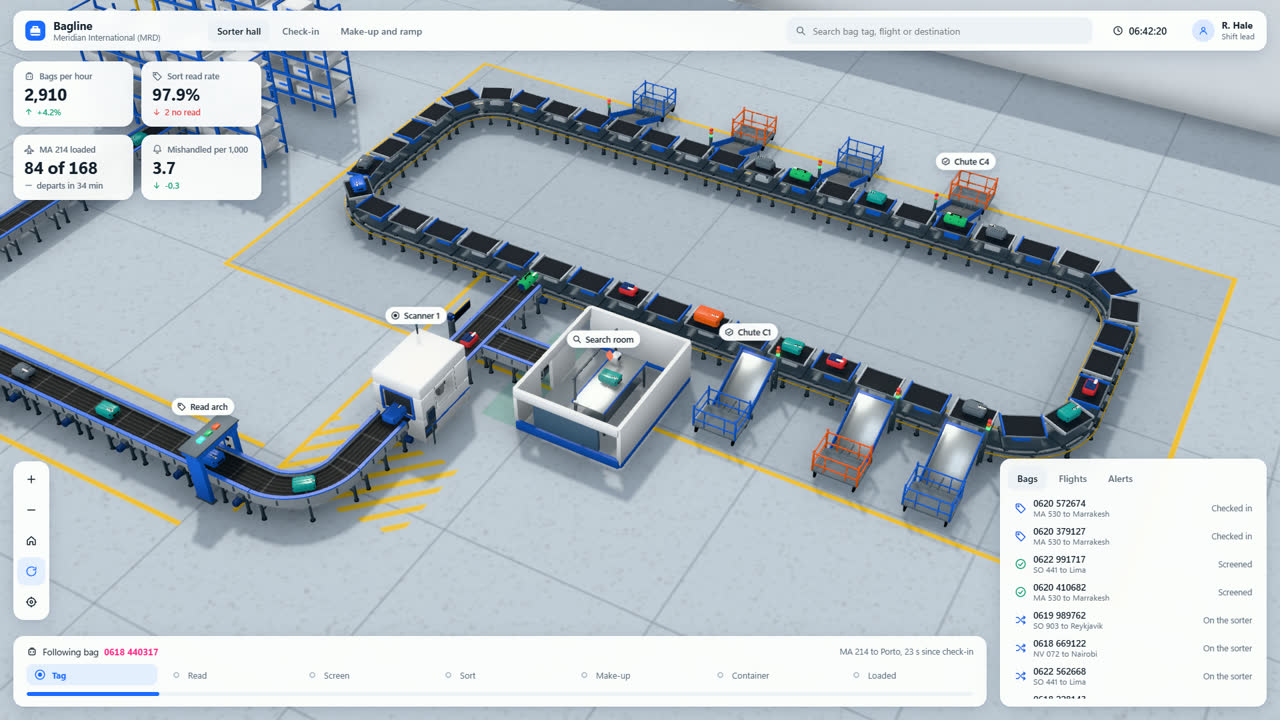 Bagline
Meridian International (MRD)
Sorter hall
Check-in
Make-up and ramp
Search bag tag, flight or destination
06:42:20
R. Hale
Shift lead
Bags per hour
2,910
+4.2%
Sort read rate
97.9%
2 no read
MA 214 loaded
84 of 168
departs in 34 min
Mishandled per 1,000
3.7
-0.3
Chute C4
Scanner 1
Search room
Chute C1
Read arch
Bags
Flights
Alerts
0620 572674
MA 530 to Marrakesh
Checked in
0620 379127
MA 530 to Marrakesh
Checked in
0622 991717
SO 441 to Lima
Screened
0620 410682
MA 530 to Marrakesh
Screened
0619 989762
SO 903 to Reykjavik
On the sorter
0618 669122
NV 072 to Nairobi
On the sorter
0622 562668
SO 441 to Lima
On the sorter
Following bag 0618 440317
MA 214 to Porto, 23 s since check-in
Tag
Read
Screen
Sort
Make-up
Container
Loaded